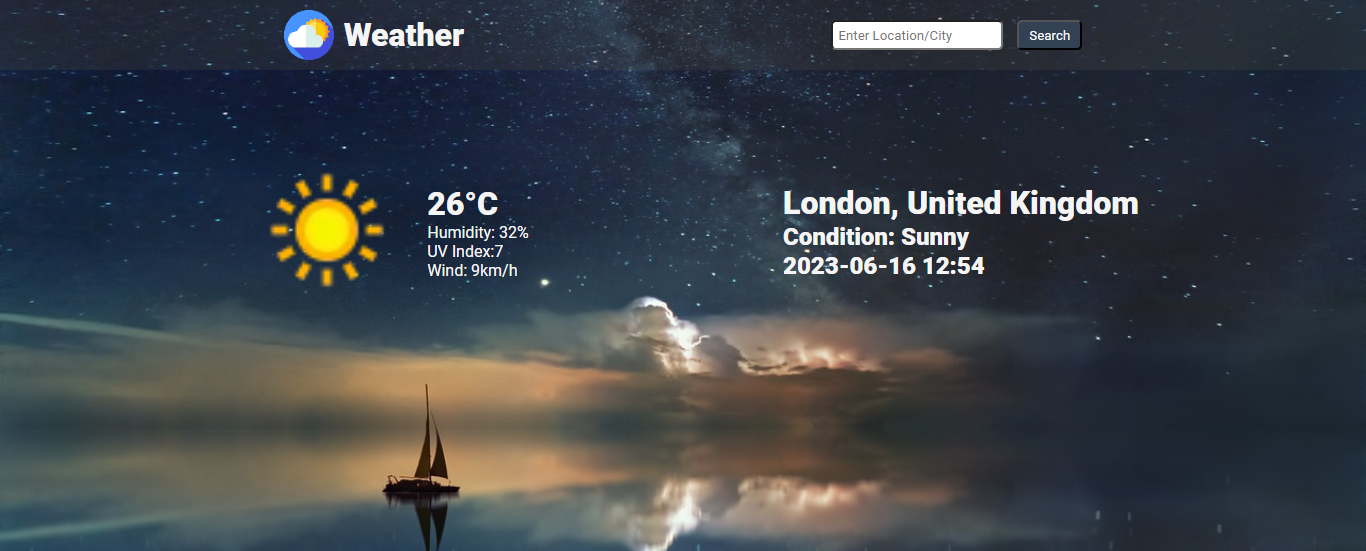 Weather
Enter Location/City
Search
26°C
Humidity: 32%
UV Index:7
Wind: 9km/h
London, United Kingdom
Condition: Sunny
2023-06-16 12:54